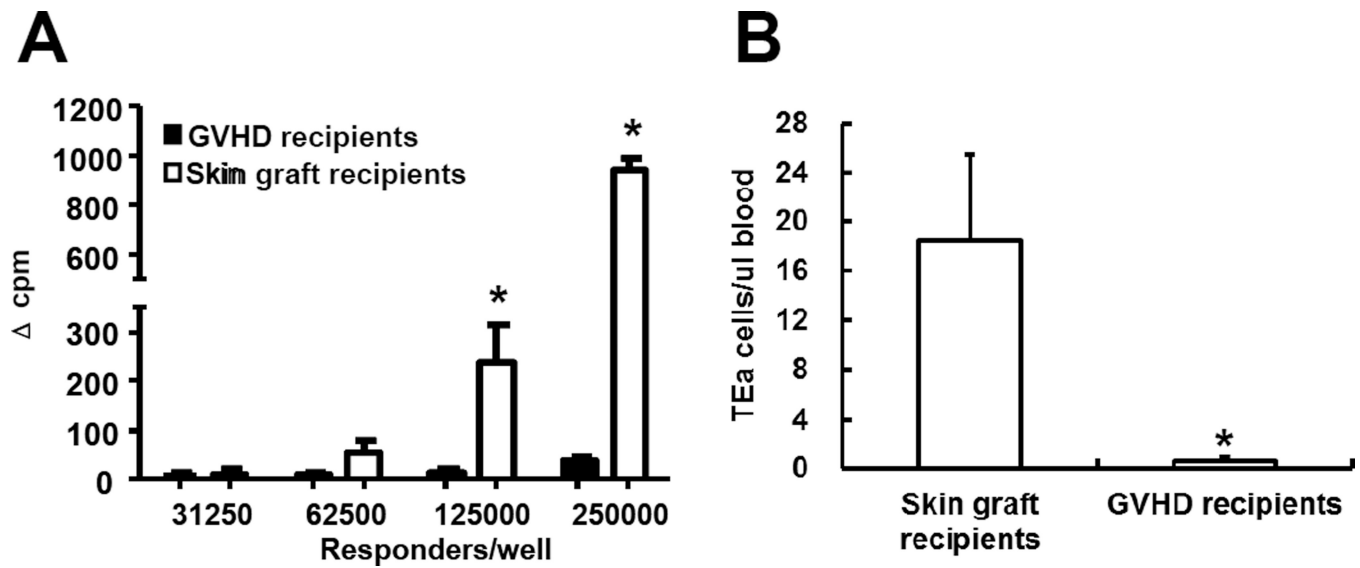 A
1200
1000
800
600
300
200
100
0
Δ cpm
GVHD recipients
Skim graft recipients
*
*
31250 62500 125000 250000
Responders/well
B
28
24
20
16
12
8
4
0
TEa cells/ul blood
*
Skin graft
recipients
GVHD recipients